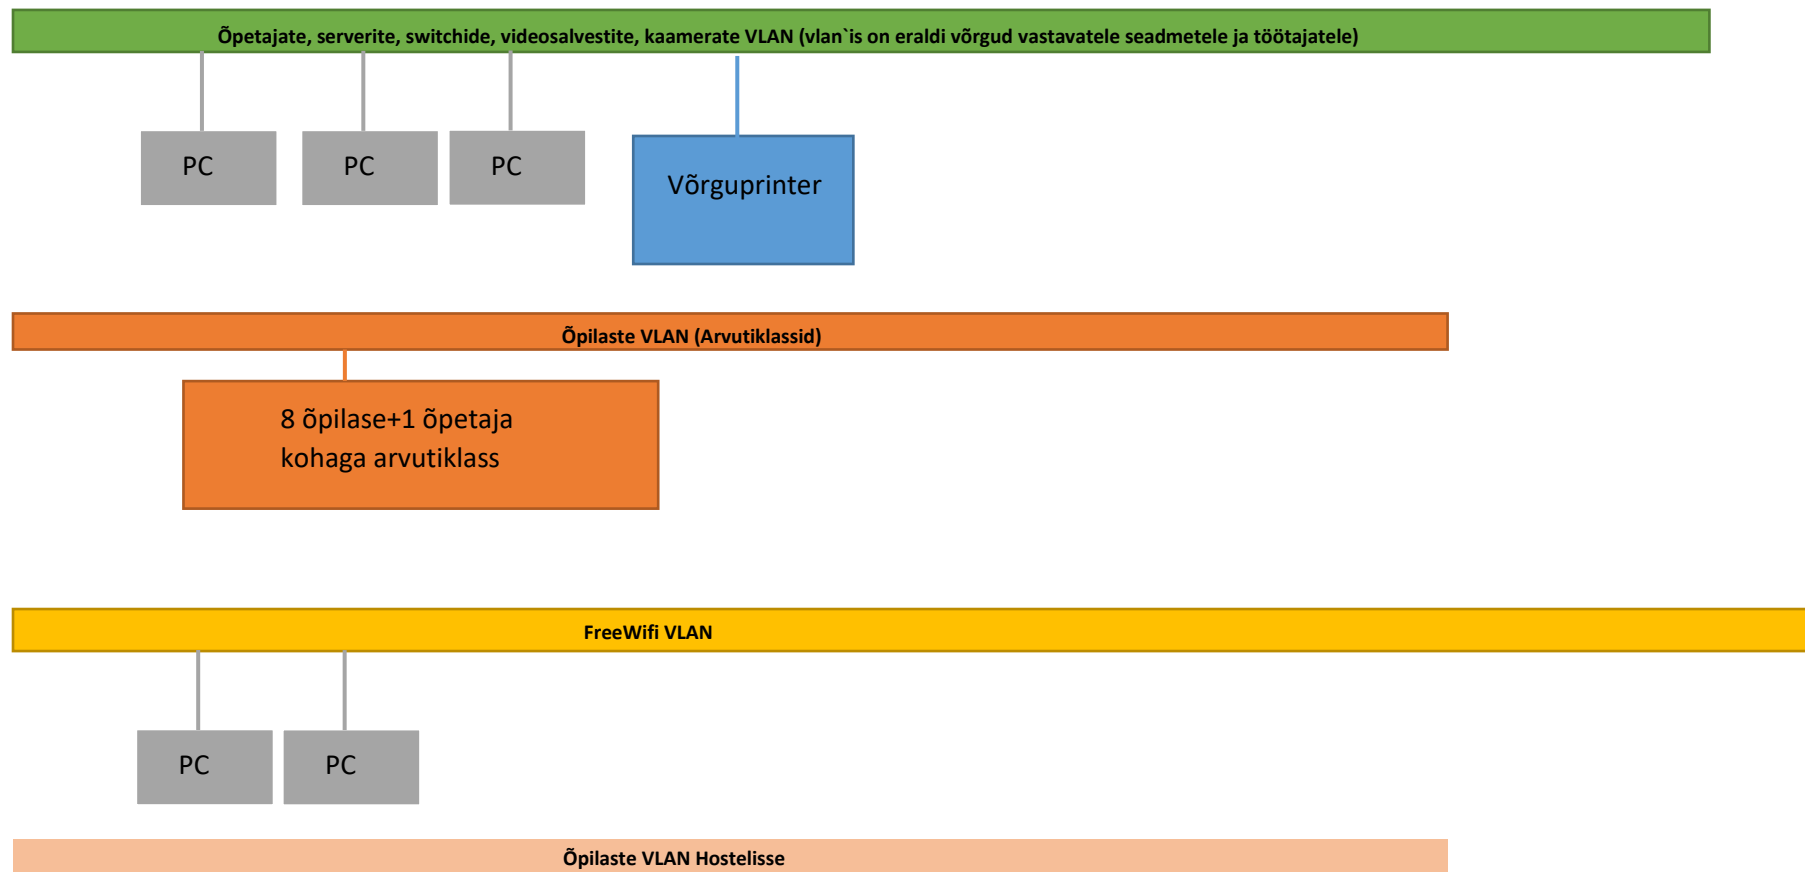 Õpetajate, serverite, switchide, videosalvestite, kaamerate VLAN (vlan`is on eraldi võrgud vastavatele seadmetele ja töötajatele)
PC PC PC
Võrguprinter
Õpilaste VLAN (Arvutiklassid)
8 õpilase+1 õpetaja
kohaga arvutiklass
FreeWifi VLAN
PC PC
Õpilaste VLAN Hostelisse